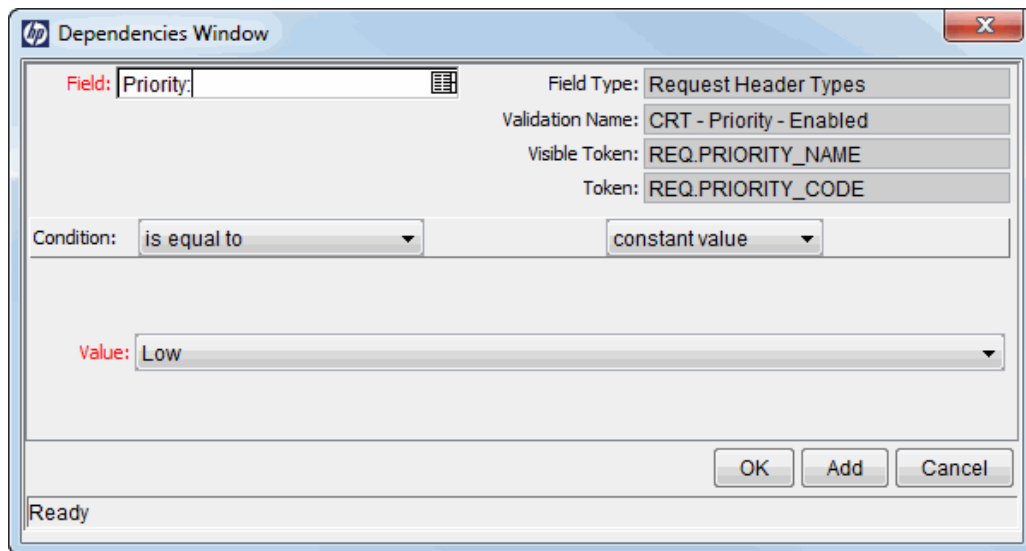 hp Dependencies Window
Field: Priority: Field Type: Request Header Types
Validation Name: CRT - Priority - Enabled
Visible Token: REQ.PRIORITY_NAME
Token: REQ.PRIORITY_CODE
Condition: is equal to constant value
Value: Low
OK Add Cancel
Ready